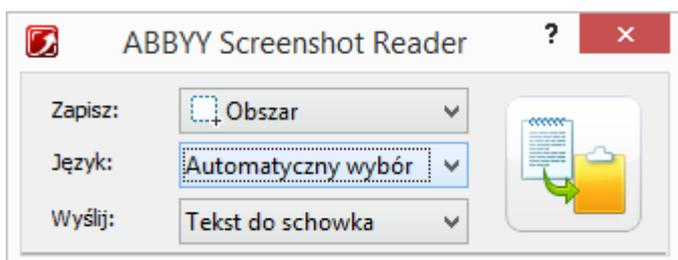 ABBYY Screenshot Reader ?
Zapisz: Obszar
Język: Automatyczny wybór
Wyślij: Tekst do schowka